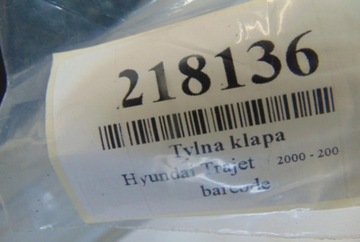 218136
Tylna klapa
Hyundai Trajet 2000 - 200
barcode